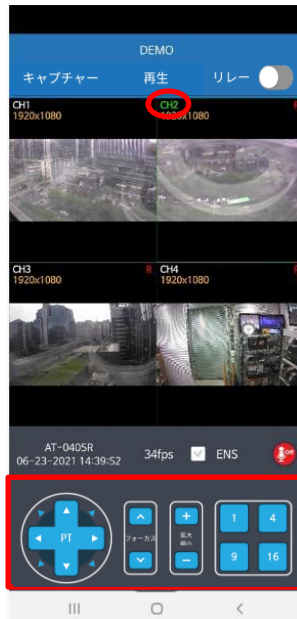 DEMO
キャプチャー 再生 リレー
CH1 CH2 R
1920x1080 1920x1080
CH3 R CH4 R
1920x1080 1920x1080
AT-0405R
06-23-2021 14:39:52 34fps ENS Off
PT フォーカス 拡大 縮小 1 4
9 16